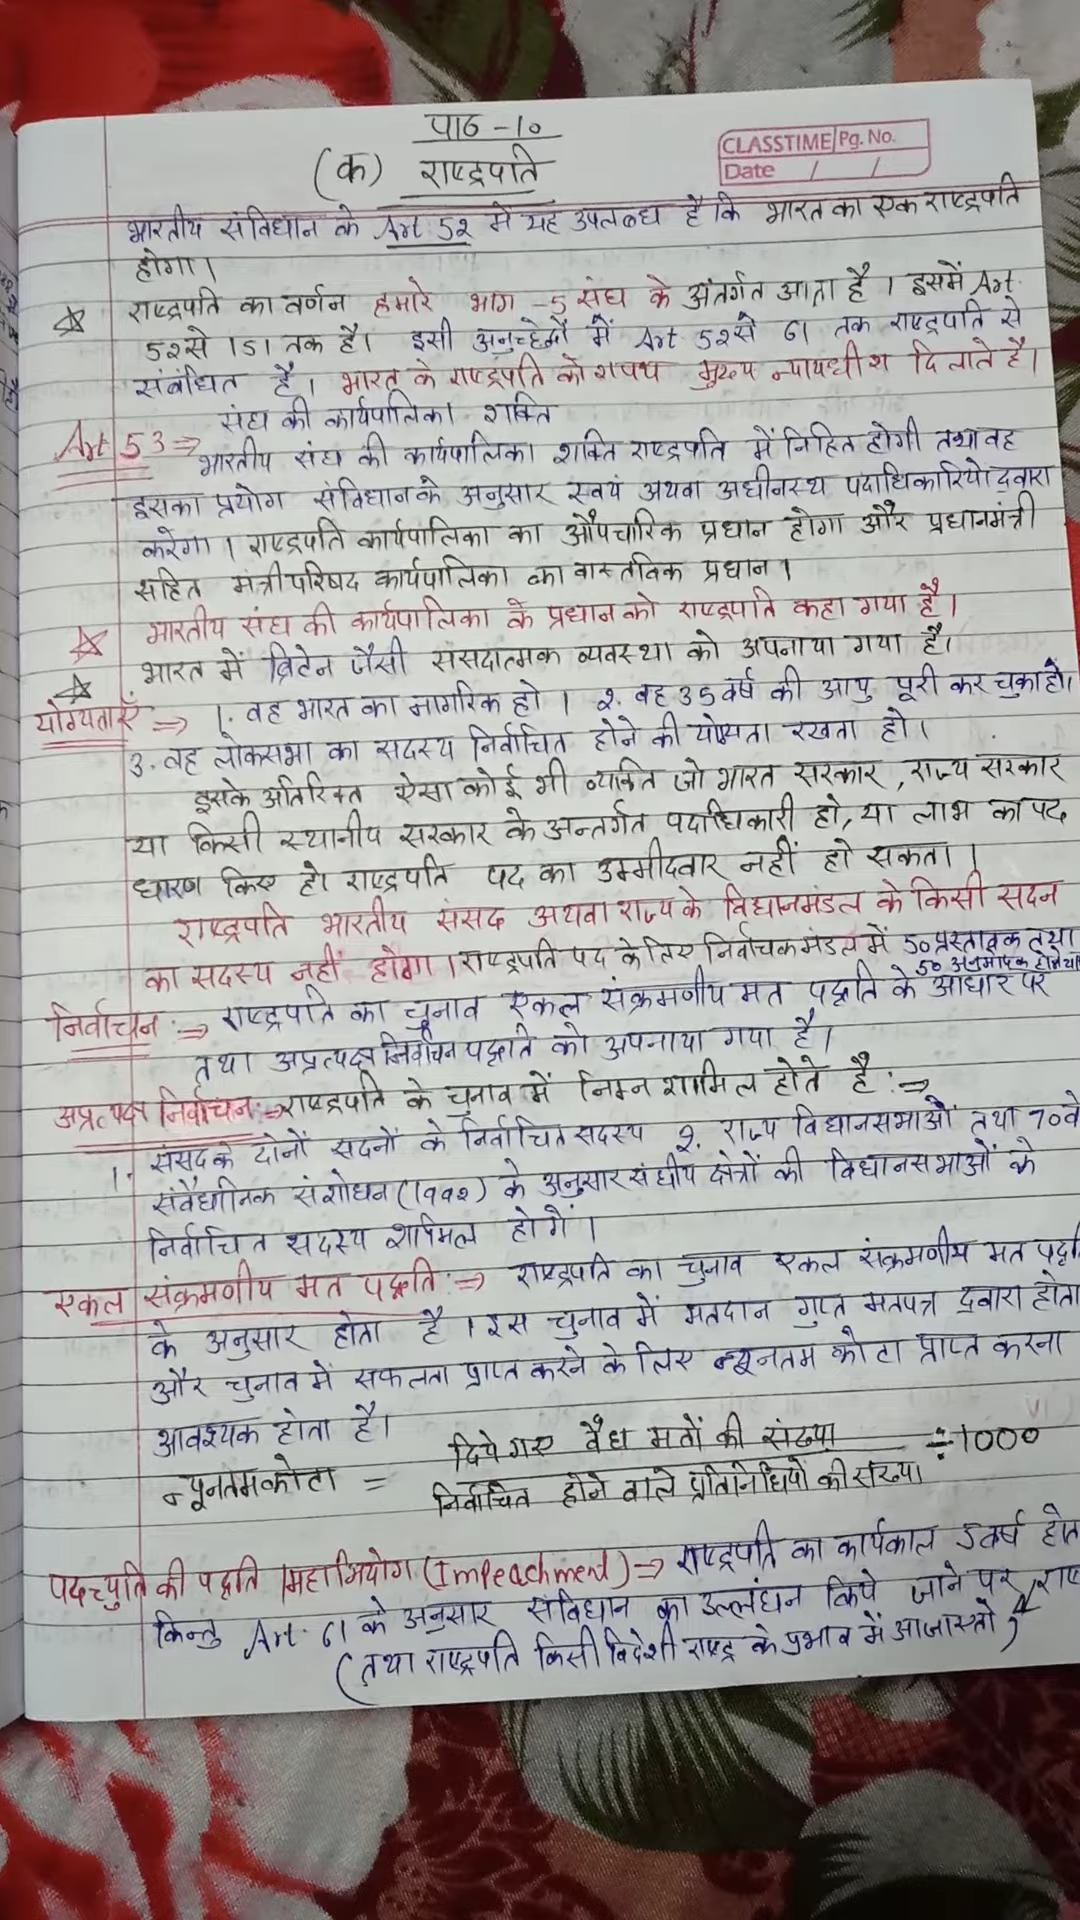 पाठ -10
(क) राष्ट्रपति
CLASSTIME Pg. No.
Date / /
भारतीय संविधान के Art 52 में यह उपलब्ध है कि भारत का एक राष्ट्रपति
होगा।
राष्ट्रपति का वर्णन हमारे भाग -5 संघ के अंतर्गत आता है। इसमें Art.
52 से 151 तक है। इसी अनुच्छेदों में Art 52 से 61 तक राष्ट्रपति से
संबंधित है। भारत के राष्ट्रपति को शपथ मुख्य न्यायधीश दिलाते है।
संघ की कार्यपालिका शक्ति
Art 53 ⇒ भारतीय संघ की कार्यपालिका शक्ति राष्ट्रपति में निहित होगी तथा वह
इसका प्रयोग संविधान के अनुसार स्वयं अथवा अधीनस्थ पदाधिकारियो द्वारा
करेगा। राष्ट्रपति कार्यपालिका का औपचारिक प्रधान होगा और प्रधानमंत्री
सहित मंत्रीपरिषद कार्यपालिका का वास्तविक प्रधान।
भारतीय संघ की कार्यपालिका के प्रधान को राष्ट्रपति कहा गया है।
भारत में ब्रिटेन जैसी संसदात्मक व्यवस्था को अपनाया गया है।
योग्यताएँ ⇒ 1. वह भारत का नागरिक हो। 2. वह 35 वर्ष की आयु पूरी कर चुका हो।
3. वह लोकसभा का सदस्य निर्वाचित होने की योग्यता रखता हो।
इसके अतिरिक्त ऐसा कोई भी व्यक्ति जो भारत सरकार, राज्य सरकार
या किसी स्थानीय सरकार के अन्तर्गत पदाधिकारी हो, या लाभ का पद
धारण किए हो राष्ट्रपति पद का उम्मीदवार नहीं हो सकता।
राष्ट्रपति भारतीय संसद अथवा राज्य के विधानमंडल के किसी सदन
का सदस्य नहीं होगा। राष्ट्रपति पद के लिए निर्वाचक मंडल में 50 प्रस्तावक तथा
50 अनुमोदक होने चा
निर्वाचन :⇒ राष्ट्रपति का चुनाव एकल संक्रमणीय मत पद्धति के आधार पर
तथा अप्रत्यक्ष निर्वाचन पद्धति को अपनाया गया है।
अप्रत्यक्ष निर्वाचन :⇒ राष्ट्रपति के चुनाव में निम्न शामिल होते है :⇒
1. संसद के दोनों सदनों के निर्वाचित सदस्य 2. राज्य विधानसभाओं तथा 70वे
संवैधानिक संशोधन (1992) के अनुसार संघीय क्षेत्रों की विधानसभाओं के
निर्वाचित सदस्य शामिल होगें।
एकल संक्रमणीय मत पद्धति :⇒ राष्ट्रपति का चुनाव एकल संक्रमणीय मत पद्धति
के अनुसार होता है। इस चुनाव में मतदान गुप्त मतपत्र द्वारा होता
और चुनाव में सफलता प्राप्त करने के लिए न्यूनतम कोटा प्राप्त करना
आवश्यक होता है।
न्यूनतम कोटा = दिये गए वैध मतों की संख्या / निर्वाचित होने वाले प्रतिनिधियों की संख्या ÷ 1000
पदच्युति की पद्धति |महाभियोग (Impeachment) ⇒ राष्ट्रपति का कार्यकाल 5 वर्ष होता
किन्तु Art. 61 के अनुसार संविधान का उल्लंघन किये जाने पर राष्
(तथा राष्ट्रपति किसी विदेशी राष्ट्र के प्रभाव में आजास्तो)